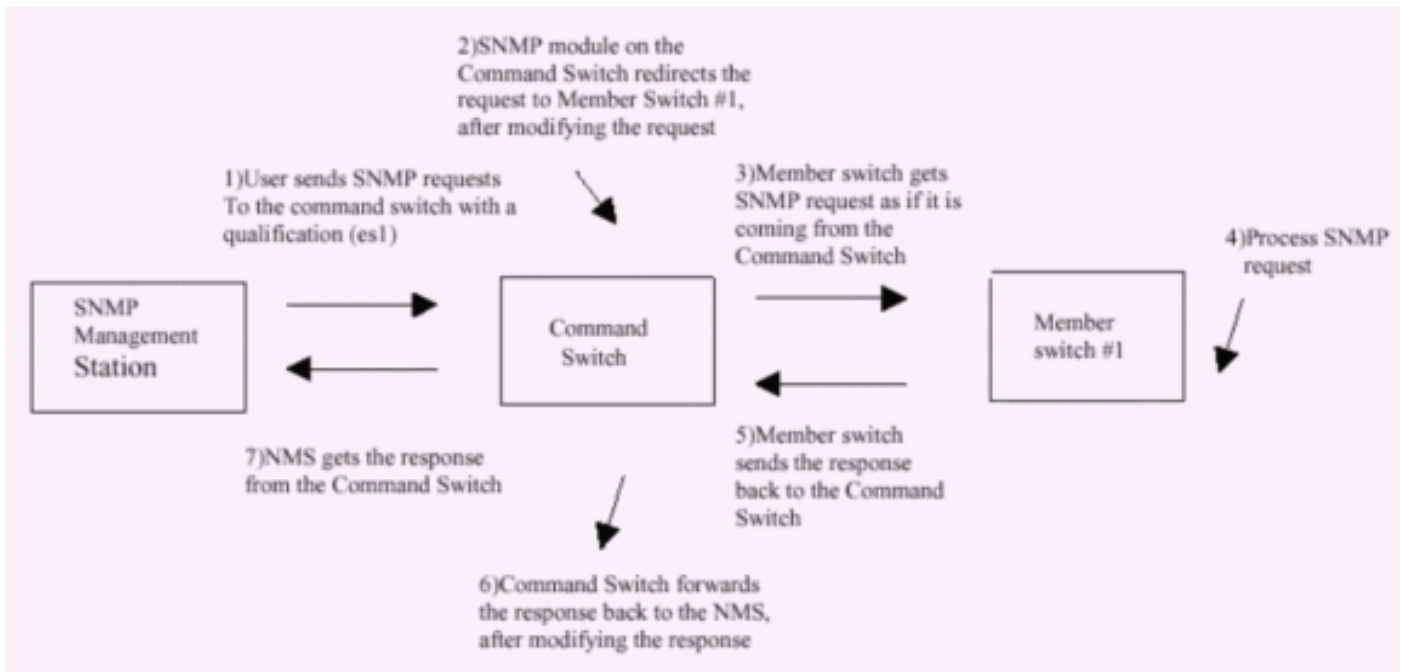 2)SNMP module on the
Command Switch redirects the
request to Member Switch #1,
after modifying the request
1)User sends SNMP requests
To the command switch with a
qualification (es1)
3)Member switch gets
SNMP request as if it is
coming from the
Command Switch
4)Process SNMP
request
SNMP
Management
Station
Command
Switch
Member
switch #1
7)NMS gets the response
from the Command Switch
5)Member switch
sends the response
back to the Command
Switch
6)Command Switch forwards
the response back to the NMS,
after modifying the response